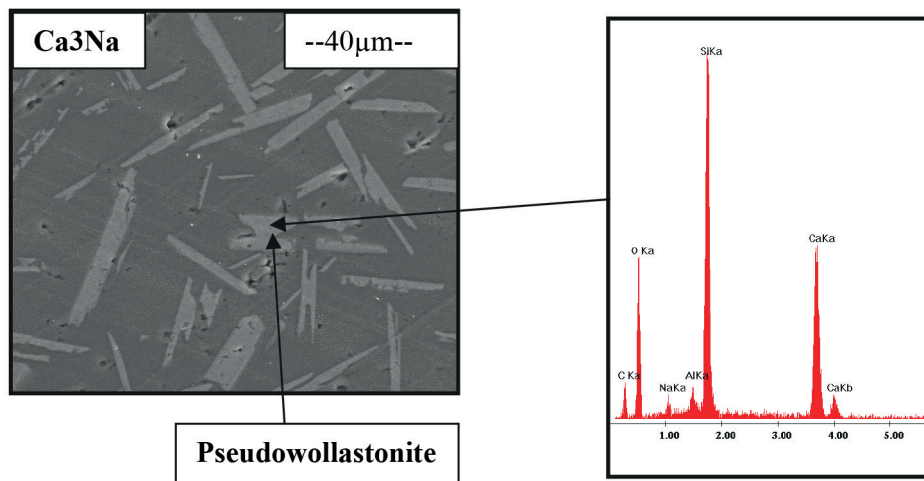 Ca3Na
--40µm--
SiKa
O Ka
CaKa
C Ka
NaKa
AlKa
CaKb
1.00 2.00 3.00 4.00 5.00
Pseudowollastonite